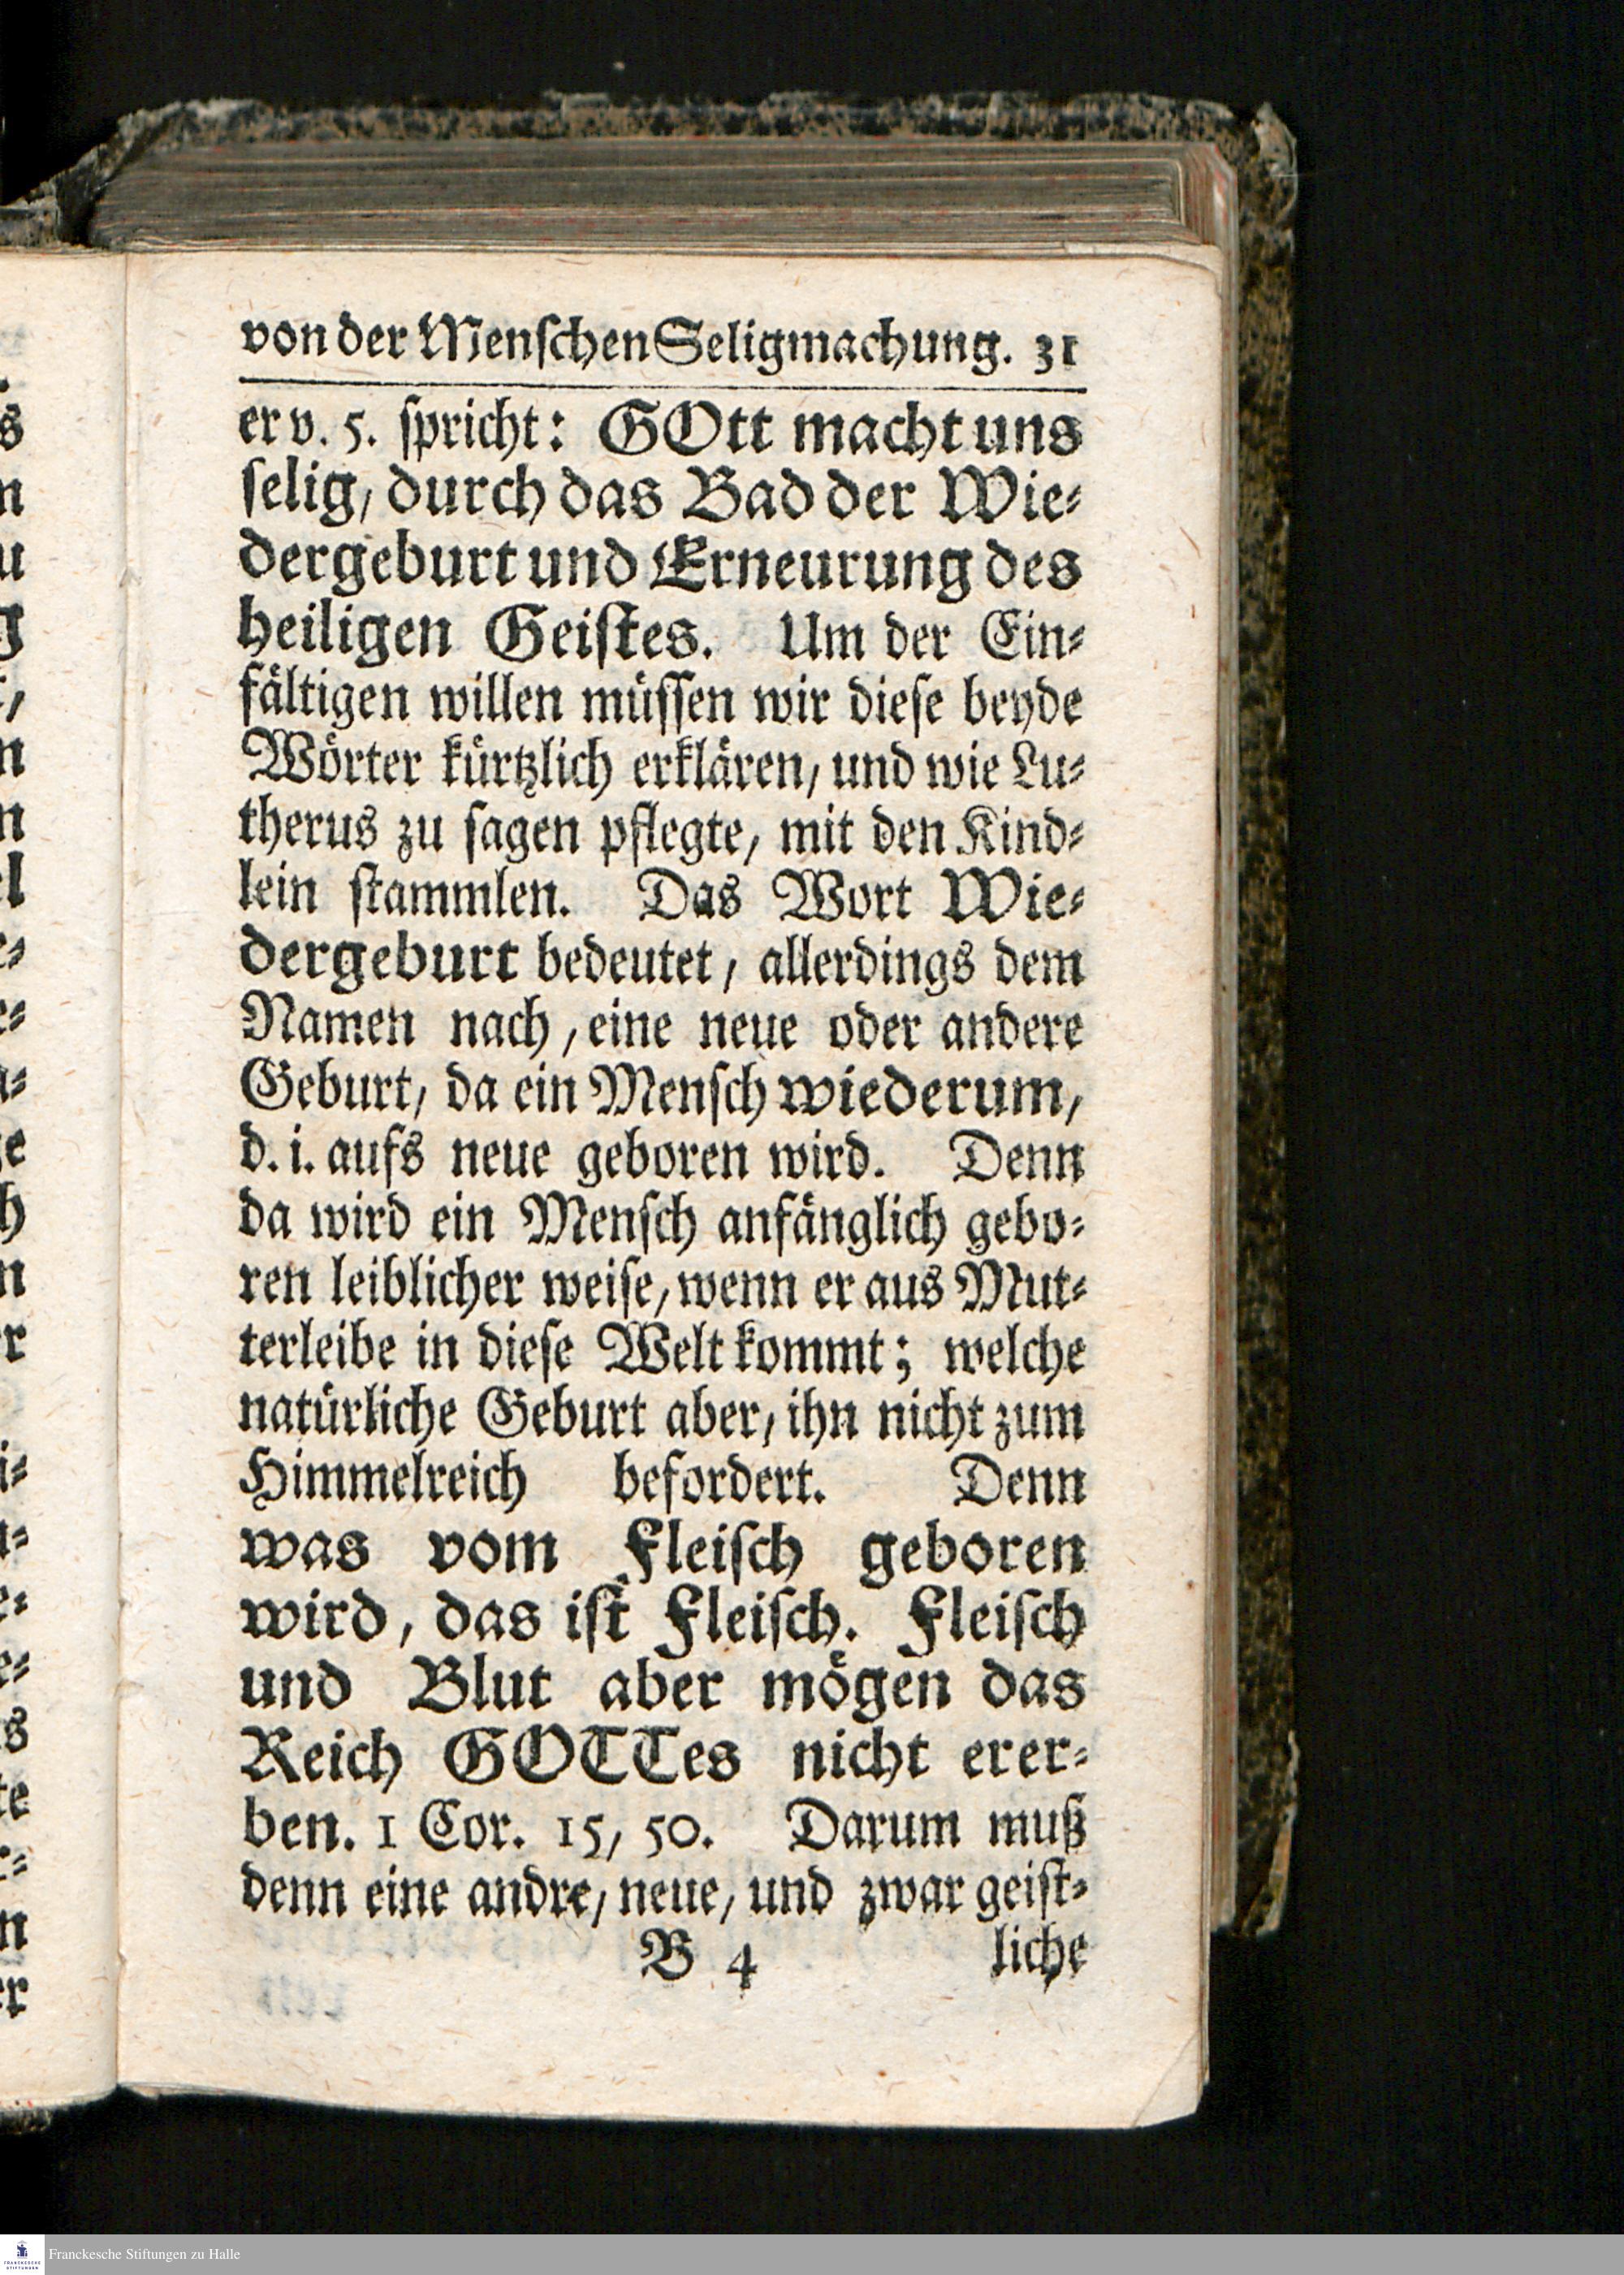 von der Menschen Seligmachung. 31
er v. 5. spricht: GOtt macht uns
selig, durch das Bad der Wie-
dergeburt und Erneurung des
heiligen Geistes. Um der Ein-
fältigen willen müssen wir diese beyde
Wörter kürtzlich erklären, und wie Lu-
therus zu sagen pflegte, mit den Kind-
lein stammlen. Das Wort Wie-
dergeburt bedeutet, allerdings dem
Namen nach, eine neue oder andere
Geburt, da ein Mensch wiederum,
d. i. aufs neue geboren wird. Denn
da wird ein Mensch anfänglich gebo-
ren leiblicher weise, wenn er aus Mut-
terleibe in diese Welt kommt; welche
natürliche Geburt aber, ihn nicht zum
Himmelreich befordert. Denn
was vom Fleisch geboren
wird, das ist Fleisch. Fleisch
und Blut aber mögen das
Reich GOTTes nicht erer-
ben. 1 Cor. 15, 50. Darum muß
denn eine andre, neue, und zwar geist-
B 4 liche
Franckesche Stiftungen zu Halle